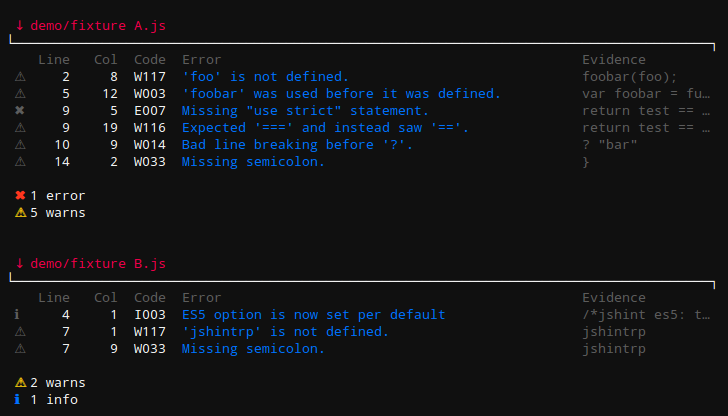 ↓ demo/fixture A.js
Line Col Code Error Evidence
⚠ 2 8 W117 'foo' is not defined. foobar(foo);
⚠ 5 12 W003 'foobar' was used before it was defined. var foobar = fu…
✖ 9 5 E007 Missing "use strict" statement. return test == …
⚠ 9 19 W116 Expected '===' and instead saw '=='. return test == …
⚠ 10 9 W014 Bad line breaking before '?'. ? "bar"
⚠ 14 2 W033 Missing semicolon. }
✖ 1 error
⚠ 5 warns
↓ demo/fixture B.js
Line Col Code Error Evidence
ℹ 4 1 I003 ES5 option is now set per default /*jshint es5: t…
⚠ 7 1 W117 'jshintrp' is not defined. jshintrp
⚠ 7 9 W033 Missing semicolon. jshintrp
⚠ 2 warns
ℹ 1 info